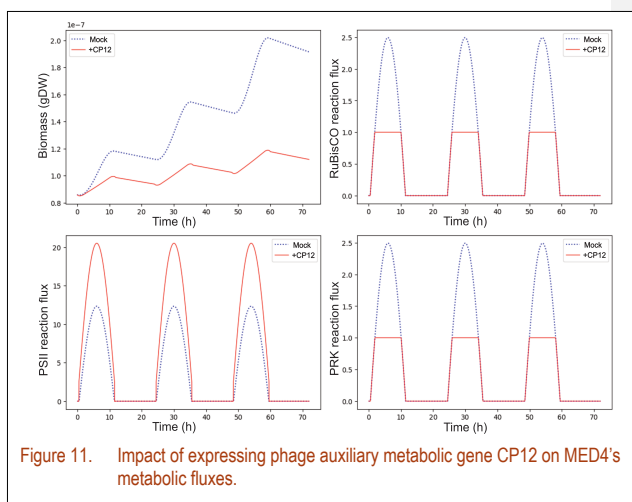 1e-7
Mock
+CP12
2.0
1.8
1.6
1.4
1.2
1.0
0.8
Biomass (gDW)
0 10 20 30 40 50 60 70
Time (h)
Mock
+CP12
2.5
2.0
1.5
1.0
0.5
0.0
RuBisCO reaction flux
0 10 20 30 40 50 60 70
Time (h)
Mock
+CP12
20
15
10
5
0
PSII reaction flux
0 10 20 30 40 50 60 70
Time (h)
Mock
+CP12
2.5
2.0
1.5
1.0
0.5
0.0
PRK reaction flux
0 10 20 30 40 50 60 70
Time (h)
Figure 11. Impact of expressing phage auxiliary metabolic gene CP12 on MED4's
metabolic fluxes.